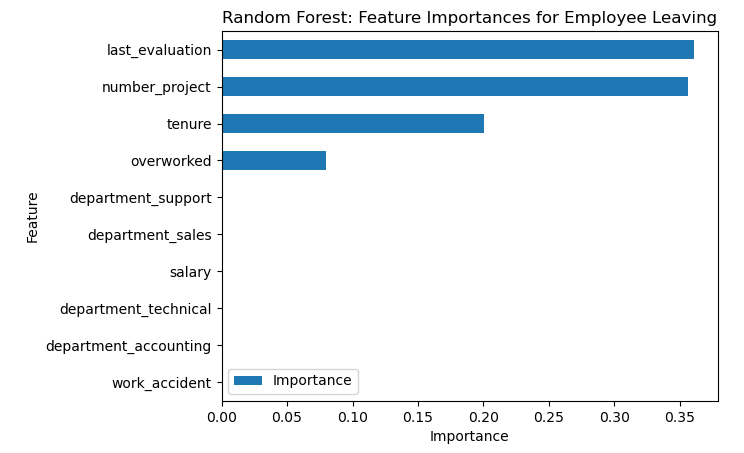 Random Forest: Feature Importances for Employee Leaving
last_evaluation
number_project
tenure
overworked
department_support
department_sales
salary
department_technical
department_accounting
work_accident
Feature
Importance
0.00 0.05 0.10 0.15 0.20 0.25 0.30 0.35
Importance